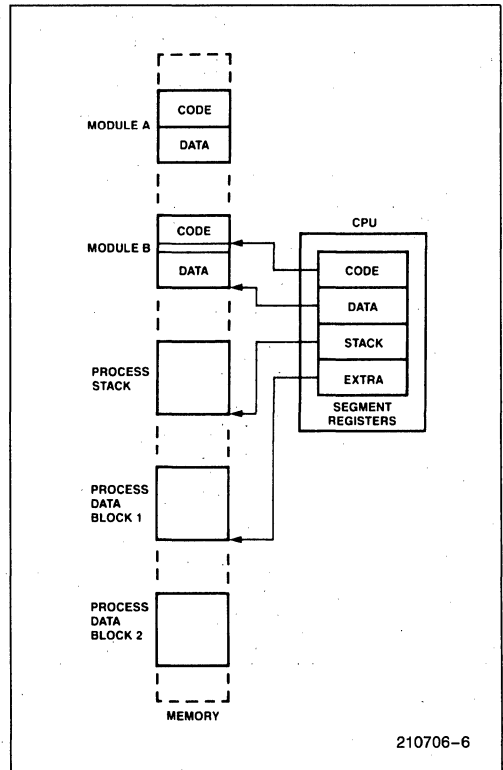 MODULE A
CODE
DATA
MODULE B
CODE
DATA
PROCESS
STACK
PROCESS
DATA
BLOCK 1
PROCESS
DATA
BLOCK 2
MEMORY
CPU
CODE
DATA
STACK
EXTRA
SEGMENT
REGISTERS
210706–6